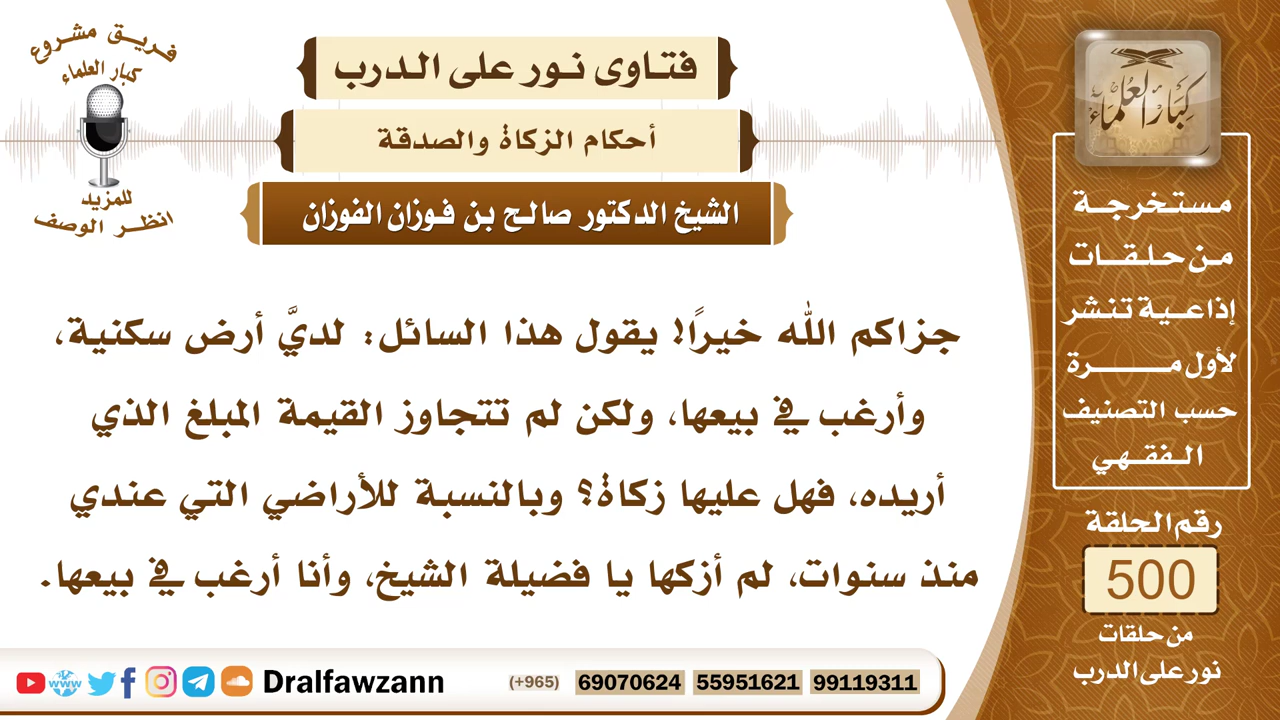 فريق مشروع
كبار العلماء
للمزيد
انظر الوصف
فتاوى نور على الدرب
أحكام الزكاة والصدقة
الشيخ الدكتور صالح بن فوزان الفوزان
جزاكم الله خيرًا! يقول هذا السائل: لديَّ أرض سكنية،
وأرغب في بيعها، ولكن لم تتجاوز القيمة المبلغ الذي
أريده، فهل عليها زكاة؟ وبالنسبة للأراضي التي عندي
منذ سنوات، لم أزكها يا فضيلة الشيخ، وأنا أرغب في بيعها.
كبار العلماء
مستخرجة
من حلقات
إذاعية تنشر
لأول مرة
حسب التصنيف
الفقهي
رقم الحلقة
500
من حلقات
نور على الدرب
www
Dralfawzann
(+965) 69070624 55951621 99119311